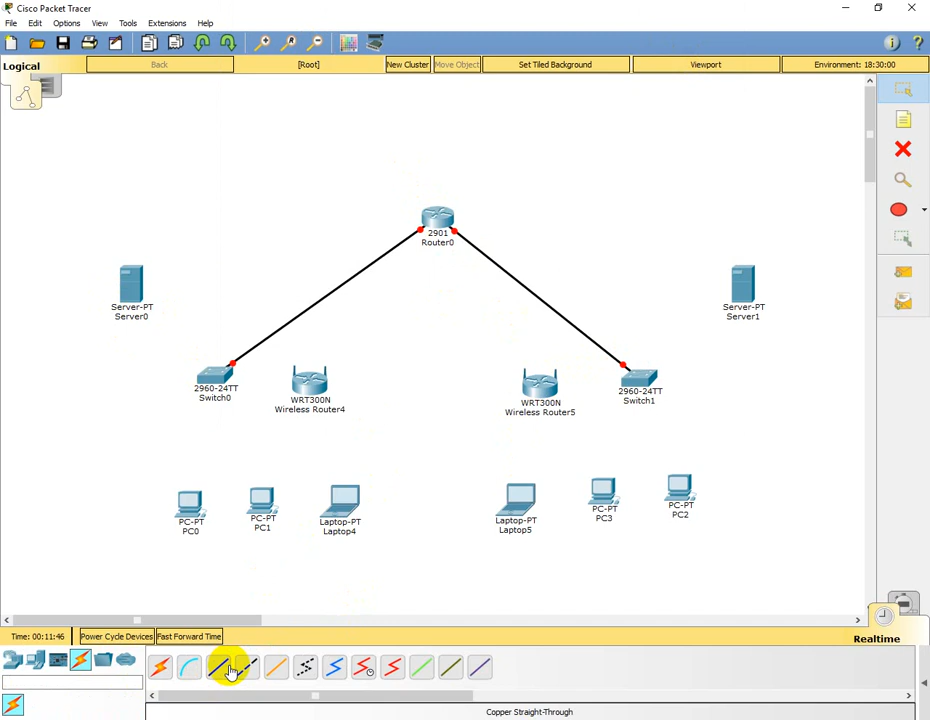 Cisco Packet Tracer
File Edit Options View Tools Extensions Help
Logical Back [Root] New Cluster Move Object Set Tiled Background Viewport Environment: 18:30:00
2901
Router0
Server-PT
Server0
Server-PT
Server1
2960-24TT
Switch0
WRT300N
Wireless Router4
WRT300N
Wireless Router5
2960-24TT
Switch1
PC-PT
PC0
PC-PT
PC1
Laptop-PT
Laptop4
Laptop-PT
Laptop5
PC-PT
PC3
PC-PT
PC2
Time: 00:11:46 Power Cycle Devices Fast Forward Time
Realtime
Copper Straight-Through